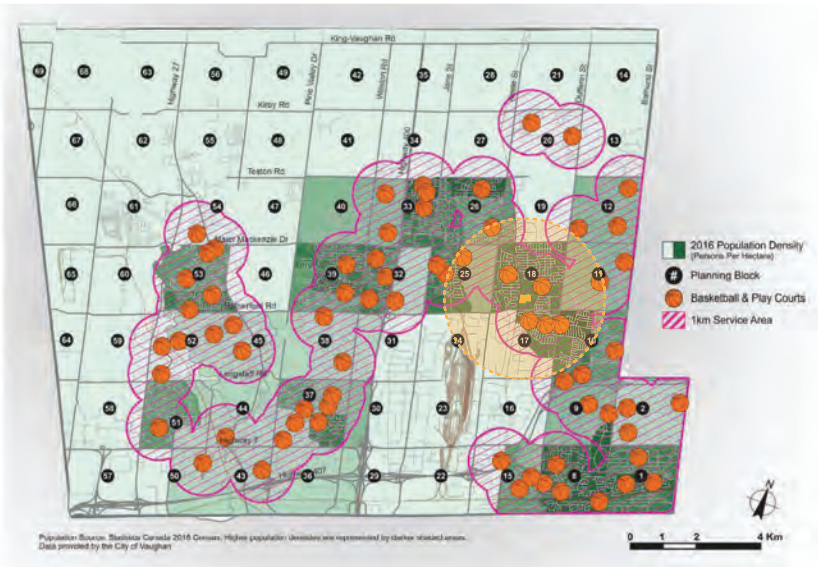 King-Vaughan Rd
69
68
63
56
49
42
35
28
21
14
Highway 27
Pine Valley Dr
Weston Rd
Jane St
Dufferin St
Bathurst St
Kirby Rd
67
62
55
48
41
34
27
20
13
Teston Rd
66
61
54
47
40
33
26
19
12
Major Mackenzie Dr
65
60
53
46
39
32
25
18
11
Rutherford Rd
64
59
52
45
38
31
24
17
10
Langstaff Rd
58
51
44
37
30
23
16
9
2
Highway 7
57
50
43
36
29
22
15
8
1
2016 Population Density
(Persons Per Hectare)
# Planning Block
Basketball & Play Courts
1km Service Area
N
0 1 2 4 Km
Population Source: Statistics Canada 2016 Census. Higher population densities are represented by darker shaded areas.
Data provided by the City of Vaughan